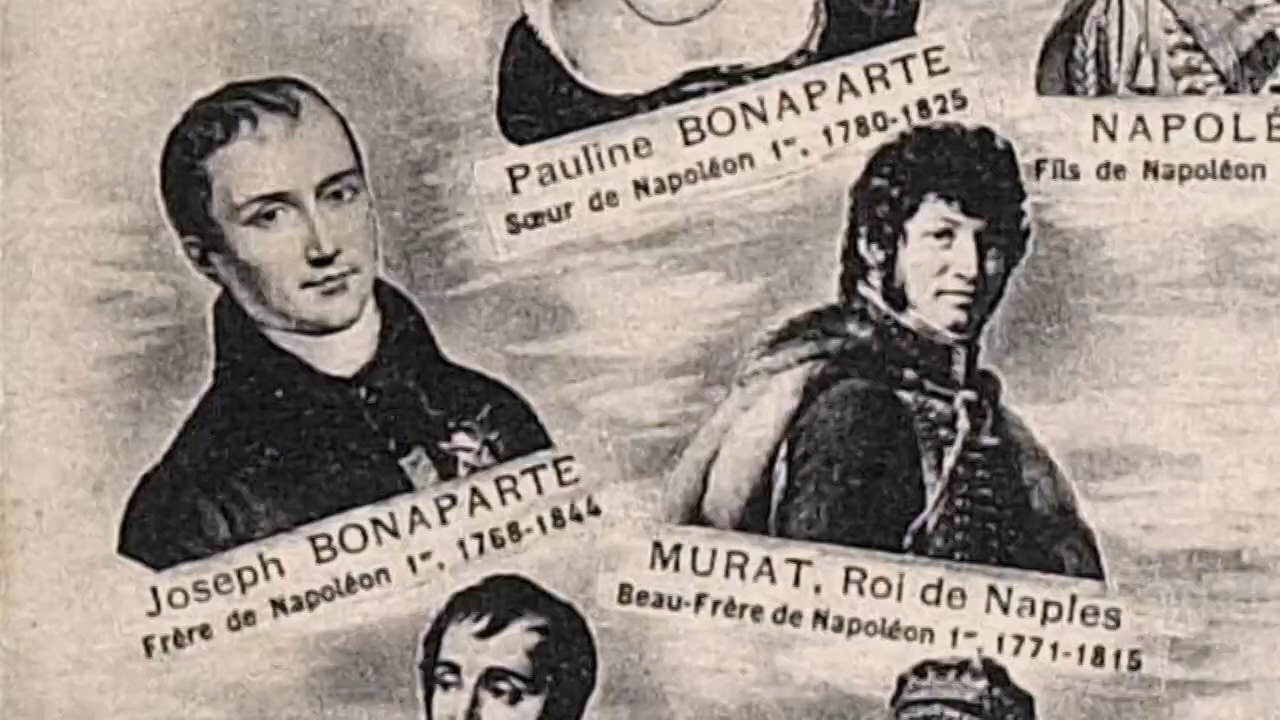 Pauline BONAPARTE
Sœur de Napoléon 1er, 1780-1825
NAPOLÉ
Fils de Napoléon
Joseph BONAPARTE
Frère de Napoléon 1er, 1768-1844
MURAT, Roi de Naples
Beau-Frère de Napoléon 1er, 1771-1815